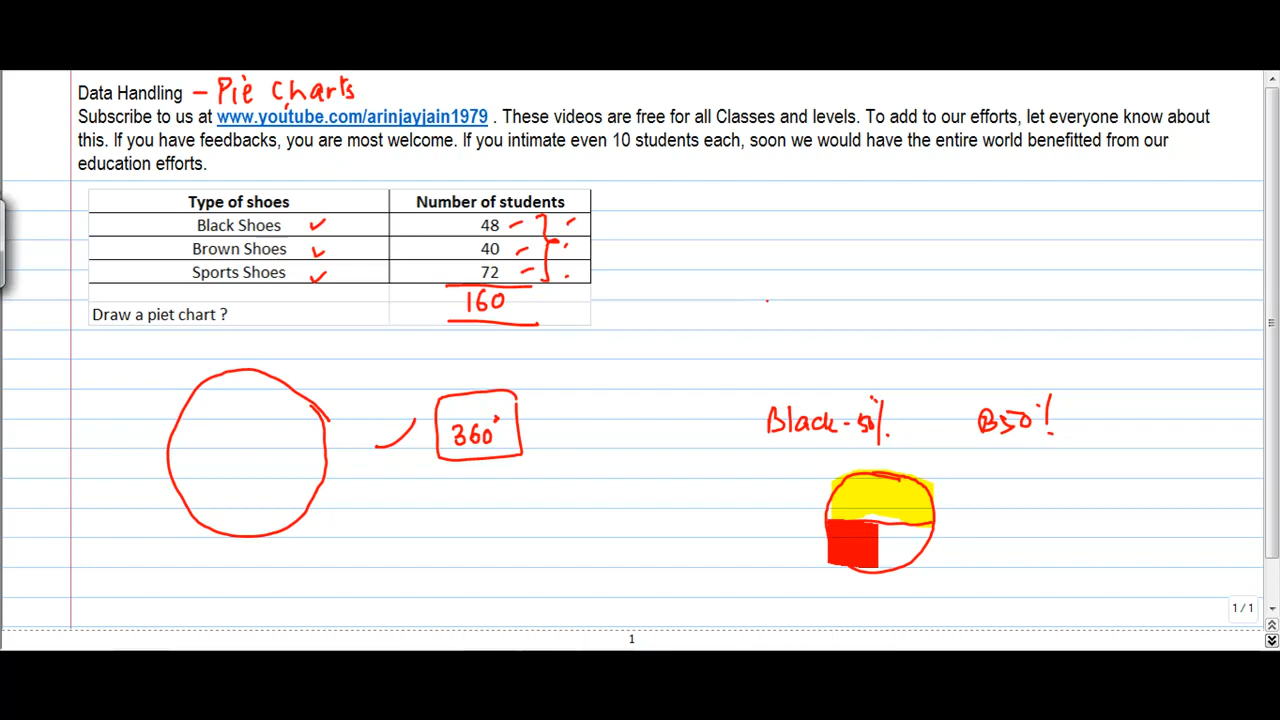 Data Handling - Pie Charts
Subscribe to us at www.youtube.com/arinjayjain1979 . These videos are free for all Classes and levels. To add to our efforts, let everyone know about
this. If you have feedbacks, you are most welcome. If you intimate even 10 students each, soon we would have the entire world benefitted from our
education efforts.
Type of shoes Number of students
Black Shoes 48
Brown Shoes 40
Sports Shoes 72
160
Draw a piet chart ?
360°
Black - 50%
1 / 1
1